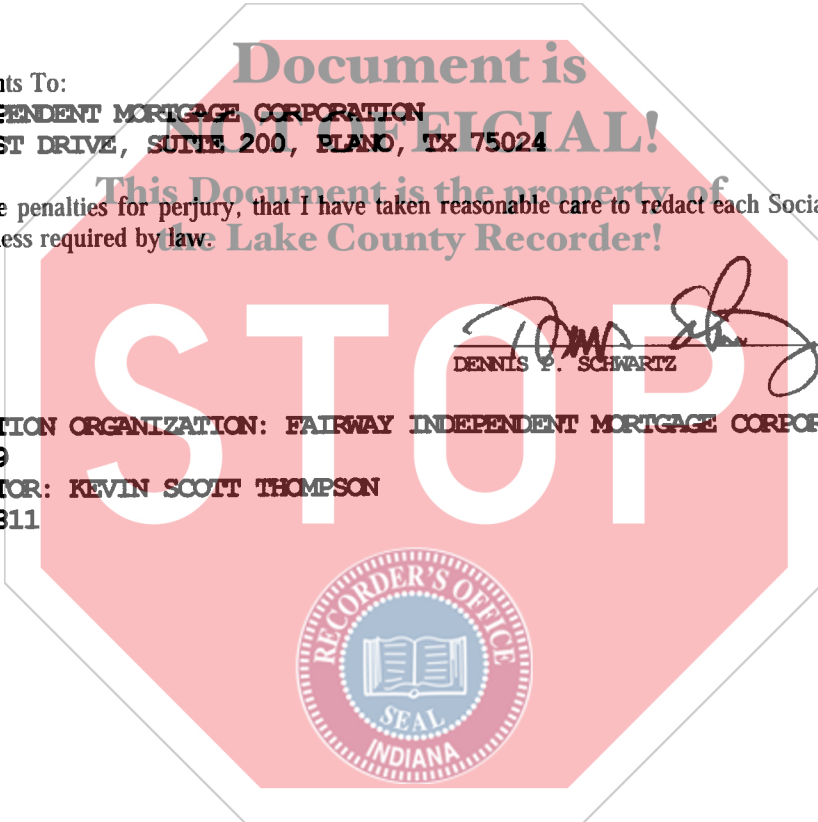 Document is
nts To:
PENDENT MORTGAGE CORPORATION
NOT OFFICIAL!
ST DRIVE, SUITE 200, PLANO, TX 75024
This Document is the property of
e penalties for perjury, that I have taken reasonable care to redact each Socia
ess required by law.
the Lake County Recorder!
STOP
DENNIS P. SCHWARTZ
TION ORGANIZATION: FAIRWAY INDEPENDENT MORTGAGE CORPOR
9
TOR: KEVIN SCOTT THOMPSON
311
RECORDER'S OFFICE
SEAL
INDIANA